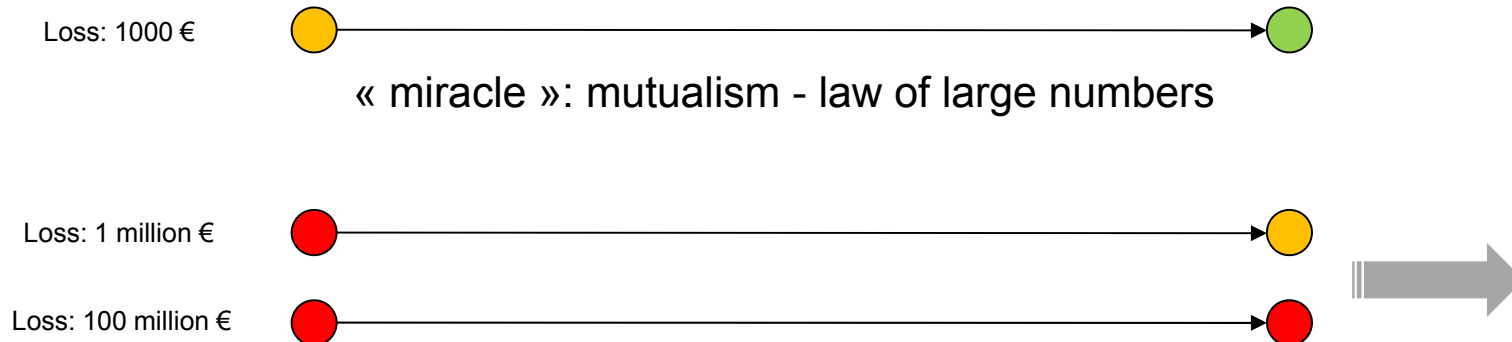 Loss: 1000 €
« miracle »: mutualism - law of large numbers
Loss: 1 million €
Loss: 100 million €